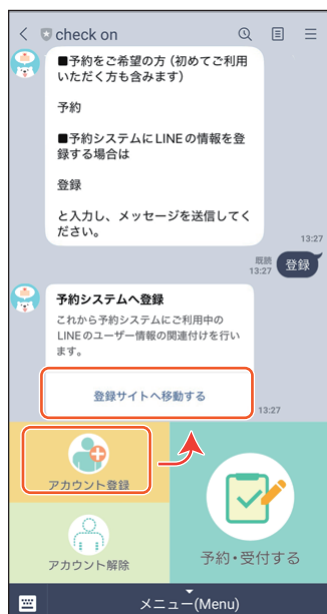 check on
■予約をご希望の方（初めてご利用
いただく方も含みます）
予約
■予約システムにLINEの情報を登
録する場合は
登録
と入力し、メッセージを送信してく
ださい。
13:27
既読
13:27
登録
予約システムへ登録
これから予約システムにご利用中の
LINEのユーザー情報の関連付けを行い
ます。
登録サイトへ移動する
13:27
アカウント登録
アカウント解除
予約・受付する
メニュー(Menu)